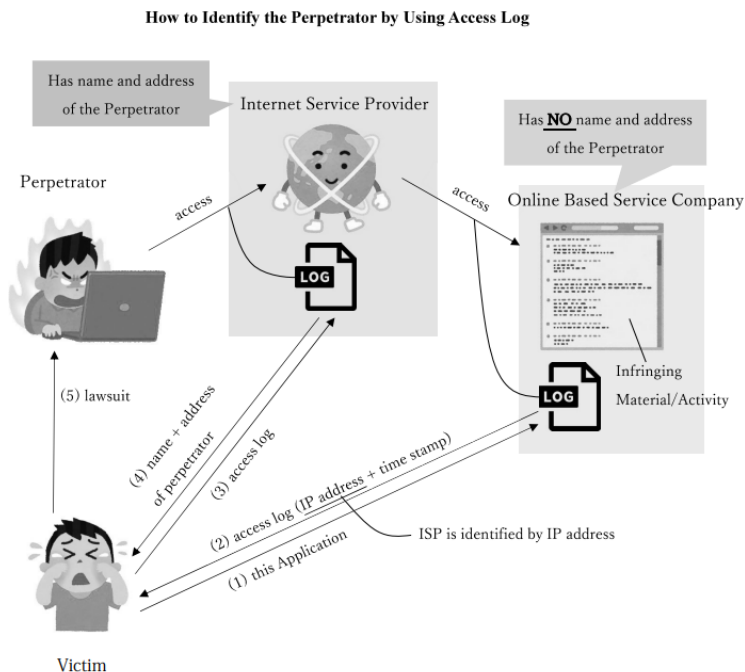 How to Identify the Perpetrator by Using Access Log
Has name and address
of the Perpetrator
Internet Service Provider
Has NO name and address
of the Perpetrator
Perpetrator
access
access
Online Based Service Company
LOG
Infringing
Material/Activity
LOG
(5) lawsuit
(4) name + address
of perpetrator
(3) access log
(2) access log (IP address + time stamp)
(1) this Application
ISP is identified by IP address
Victim